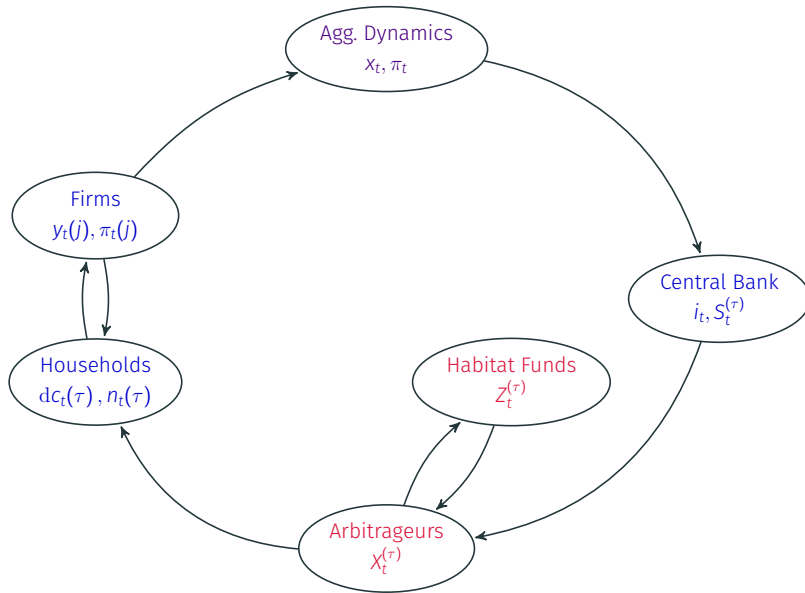 Agg. Dynamics
x_t, π_t
Firms
y_t(j), π_t(j)
Central Bank
i_t, S_t^{(τ)}
Households
dc_t(τ), n_t(τ)
Habitat Funds
Z_t^{(τ)}
Arbitrageurs
X_t^{(τ)}